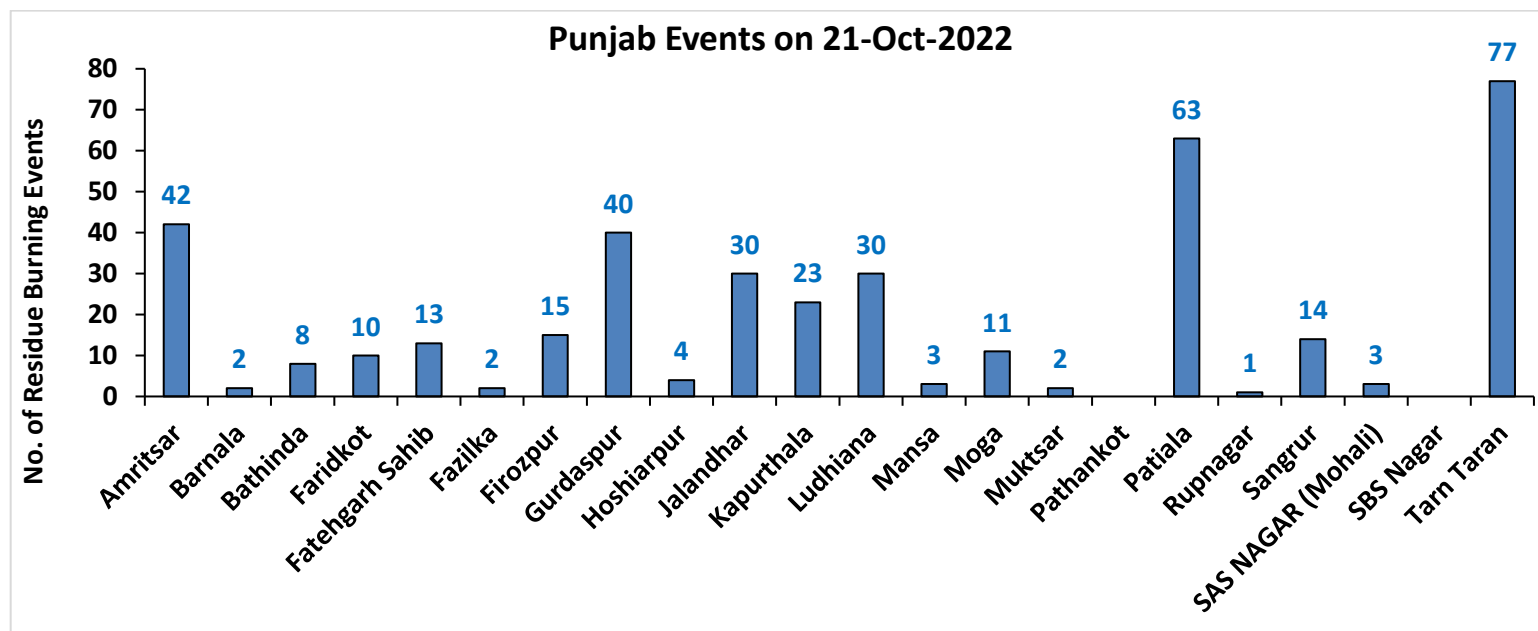 Punjab Events on 21-Oct-2022
No. of Residue Burning Events
80
70
60
50
40
30
20
10
0
42
2
8
10
13
2
15
40
4
30
23
30
3
11
2
63
1
14
3
77
Amritsar
Barnala
Bathinda
Faridkot
Fatehgarh Sahib
Fazilka
Firozpur
Gurdaspur
Hoshiarpur
Jalandhar
Kapurthala
Ludhiana
Mansa
Moga
Muktsar
Pathankot
Patiala
Rupnagar
Sangrur
SAS NAGAR (Mohali)
SBS Nagar
Tarn Taran